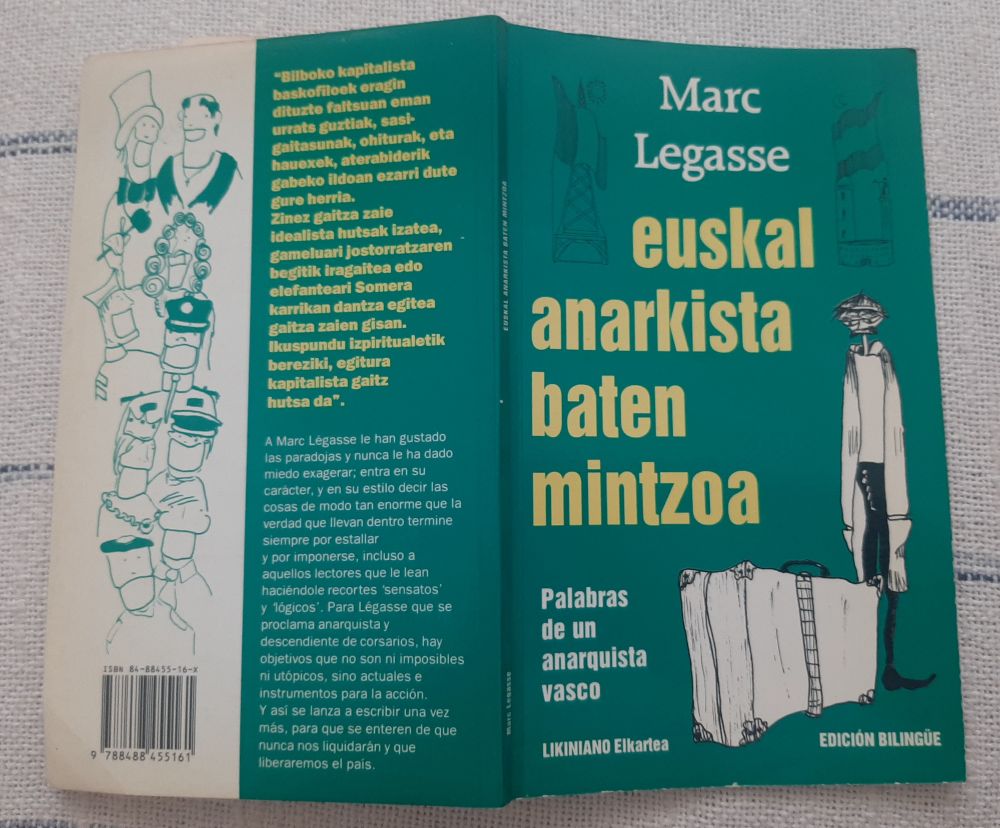 "Bilboko kapitalista
baskofiloek eragin
dituzte faltsuan eman
urrats guztiak, sasi-
gaitasunak, ohiturak, eta
hauexek, aterabiderik
gabeko ildoan ezarri dute
gure herria.
Zinez gaitza zaie
idealista hutsak izatea,
gameluari jostorratzaren
begitik iragaitea edo
elefanteari Somera
karrikan dantza egitea
gaitza zaien gisan.
Ikuspundu izpiritualetik
bereziki, egitura
kapitalista gaitz
hutsa da".
A Marc Légasse le han gustado
las paradojas y nunca le ha dado
miedo exagerar; entra en su
carácter, y en su estilo decir las
cosas de modo tan enorme que la
verdad que llevan dentro termine
siempre por estallar
y por imponerse, incluso a
aquellos lectores que le lean
haciéndole recortes 'sensatos'
y 'lógicos'. Para Légasse que se
proclama anarquista y
descendiente de corsarios, hay
objetivos que no son ni imposibles
ni utópicos, sino actuales e
instrumentos para la acción.
Y así se lanza a escribir una vez
más, para que se enteren de que
nunca nos liquidarán y que
liberaremos el país.
ISBN 84-88455-16-X
9 788488 455161
EUSKAL ANARKISTA BATEN MINTZOA
Marc Legasse
Marc
Legasse
euskal
anarkista
baten
mintzoa
Palabras
de un
anarquista
vasco
LIKINIANO Elkartea
EDICIÓN BILINGÜE